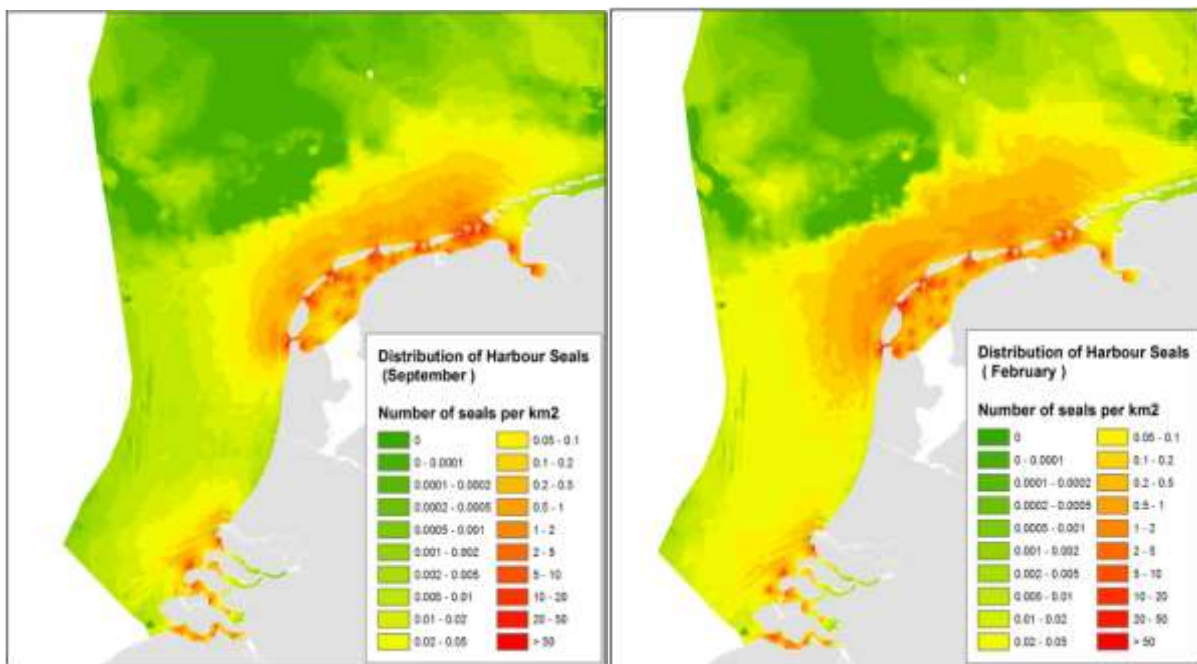 Distribution of Harbour Seals
(September )
Number of seals per km2
0 0.05 - 0.1
0 - 0.0001 0.1 - 0.2
0.0001 - 0.0002 0.2 - 0.5
0.0002 - 0.0005 0.5 - 1
0.0005 - 0.001 1 - 2
0.001 - 0.002 2 - 5
0.002 - 0.005 5 - 10
0.005 - 0.01 10 - 20
0.01 - 0.02 20 - 50
0.02 - 0.05 > 50
Distribution of Harbour Seals
( February )
Number of seals per km2
0 0.05 - 0.1
0 - 0.0001 0.1 - 0.2
0.0001 - 0.0002 0.2 - 0.5
0.0002 - 0.0005 0.5 - 1
0.0005 - 0.001 1 - 2
0.001 - 0.002 2 - 5
0.002 - 0.005 5 - 10
0.005 - 0.01 10 - 20
0.01 - 0.02 20 - 50
0.02 - 0.05 > 50